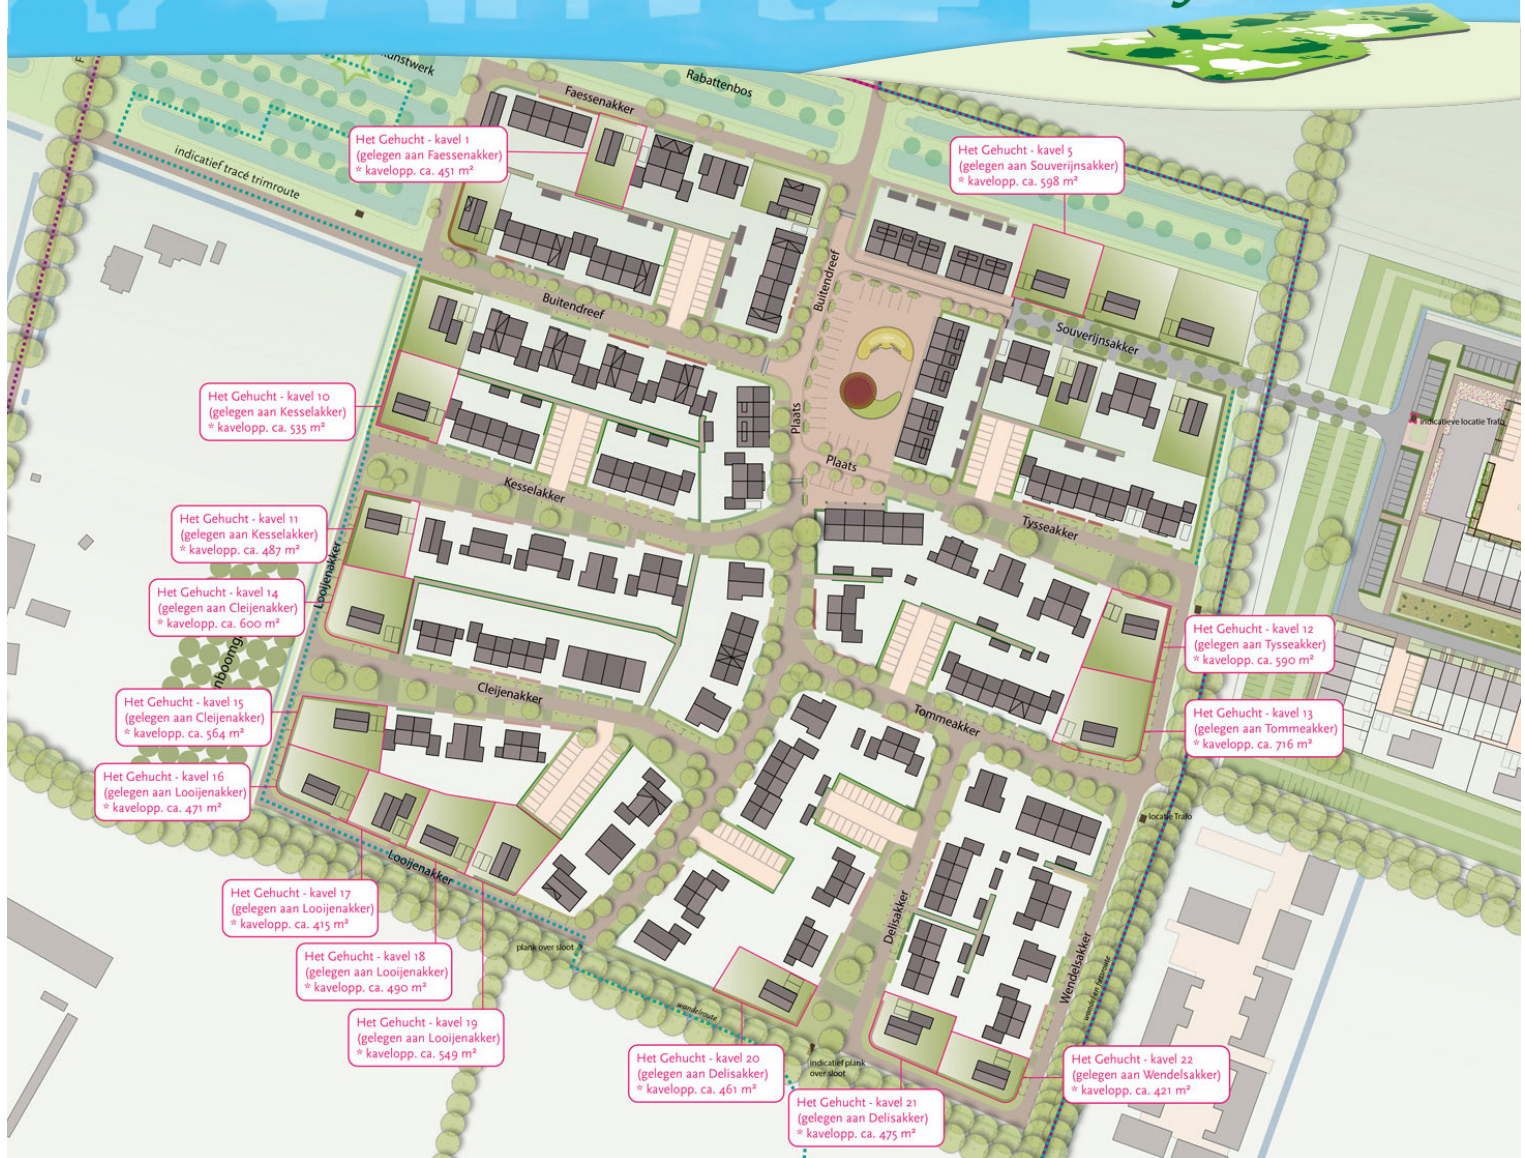 kunstwerk
Rabattenbos
Faessenakker
Het Gehucht - kavel 1
(gelegen aan Faessenakker)
* kavelopp. ca. 451 m²
Het Gehucht - kavel 5
(gelegen aan Souverijnsakker)
* kavelopp. ca. 598 m²
indicatief tracé trimroute
Buitendreef
Buitendreef
Souverijnsakker
Het Gehucht - kavel 10
(gelegen aan Kesselakker)
* kavelopp. ca. 535 m²
Plaats
indicatieve locatie Trafo
Plaats
Kesselakker
Tysseakker
Het Gehucht - kavel 11
(gelegen aan Kesselakker)
* kavelopp. ca. 487 m²
Looijenakker
Het Gehucht - kavel 14
(gelegen aan Cleijenakker)
* kavelopp. ca. 600 m²
Het Gehucht - kavel 12
(gelegen aan Tysseakker)
* kavelopp. ca. 590 m²
Cleijenakker
Het Gehucht - kavel 15
(gelegen aan Cleijenakker)
* kavelopp. ca. 564 m²
Tommeakker
Het Gehucht - kavel 13
(gelegen aan Tommeakker)
* kavelopp. ca. 716 m²
Het Gehucht - kavel 16
(gelegen aan Looijenakker)
* kavelopp. ca. 471 m²
locatie Trafo
Looijenakker
Het Gehucht - kavel 17
(gelegen aan Looijenakker)
* kavelopp. ca. 415 m²
Delisakker
Wendelsakker
plank over sloot
Het Gehucht - kavel 18
(gelegen aan Looijenakker)
* kavelopp. ca. 490 m²
wandelroute
wandel en fietsroute
Het Gehucht - kavel 19
(gelegen aan Looijenakker)
* kavelopp. ca. 549 m²
Het Gehucht - kavel 20
(gelegen aan Delisakker)
* kavelopp. ca. 461 m²
indicatief plank
over sloot
Het Gehucht - kavel 22
(gelegen aan Wendelsakker)
* kavelopp. ca. 421 m²
Het Gehucht - kavel 21
(gelegen aan Delisakker)
* kavelopp. ca. 475 m²